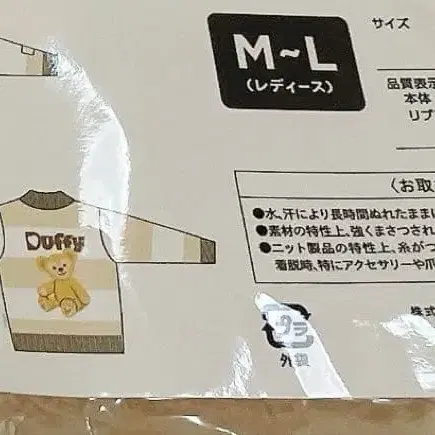 M~L
(レディース)
サイズ
品質表示
本体
リブ
Duffy
〈お取
●水、汗により長時間ぬれたままに
●素材の特性上、強くまさつされ
●ニット製品の特性上、糸がつ
着脱時、特にアクセサリーや爪
プラ
外袋
株式